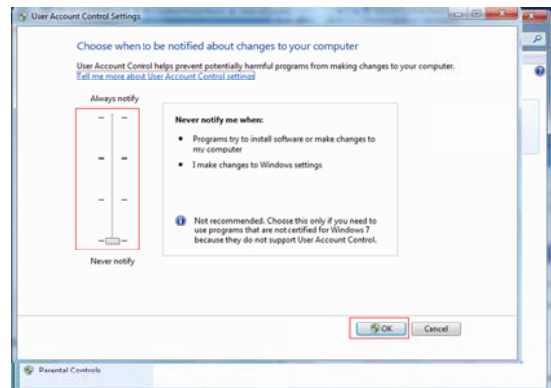 User Account Control Settings
Choose when to be notified about changes to your computer
User Account Control helps prevent potentially harmful programs from making changes to your computer.
Tell me more about User Account Control settings
Always notify
Never notify me when:
Programs try to install software or make changes to
my computer
I make changes to Windows settings
Not recommended. Choose this only if you need to
use programs that are not certified for Windows 7
because they do not support User Account Control.
Never notify
OK Cancel
Parental Controls